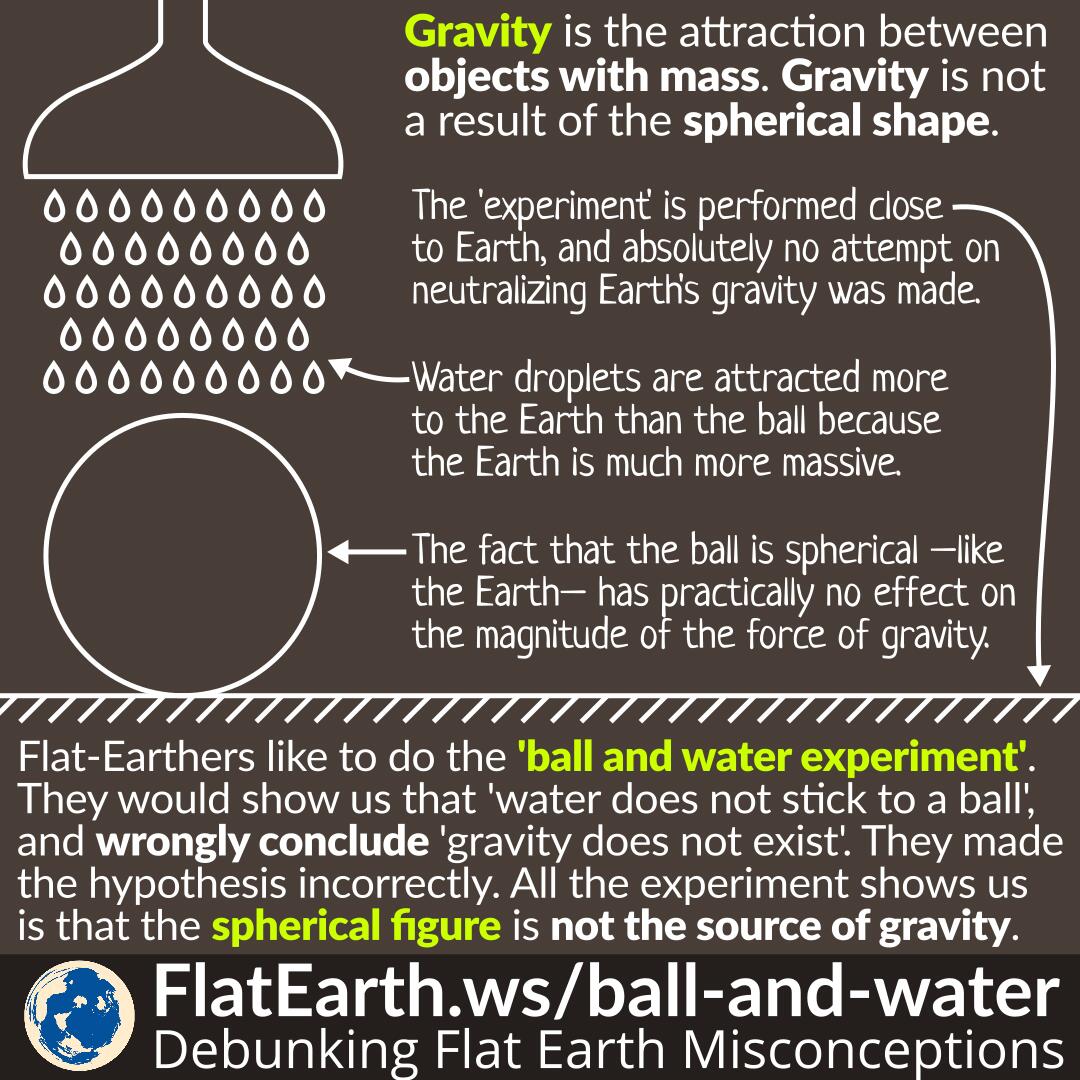 Gravity is the attraction between
objects with mass. Gravity is not
a result of the spherical shape.
The 'experiment' is performed close
to Earth, and absolutely no attempt on
neutralizing Earth's gravity was made.
Water droplets are attracted more
to the Earth than the ball because
the Earth is much more massive.
The fact that the ball is spherical —like
the Earth— has practically no effect on
the magnitude of the force of gravity.
Flat-Earthers like to do the 'ball and water experiment'.
They would show us that 'water does not stick to a ball',
and wrongly conclude 'gravity does not exist'. They made
the hypothesis incorrectly. All the experiment shows us
is that the spherical figure is not the source of gravity.
FlatEarth.ws/ball-and-water
Debunking Flat Earth Misconceptions